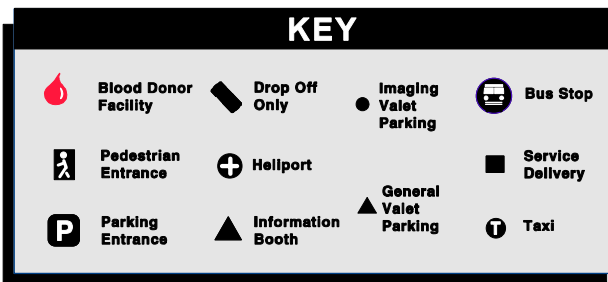 KEY
Blood Donor
Facility
Drop Off
Only
Imaging
Valet
Parking
Bus Stop
Pedestrian
Entrance
Heliport
Service
Delivery
P
Parking
Entrance
Information
Booth
General
Valet
Parking
T
Taxi